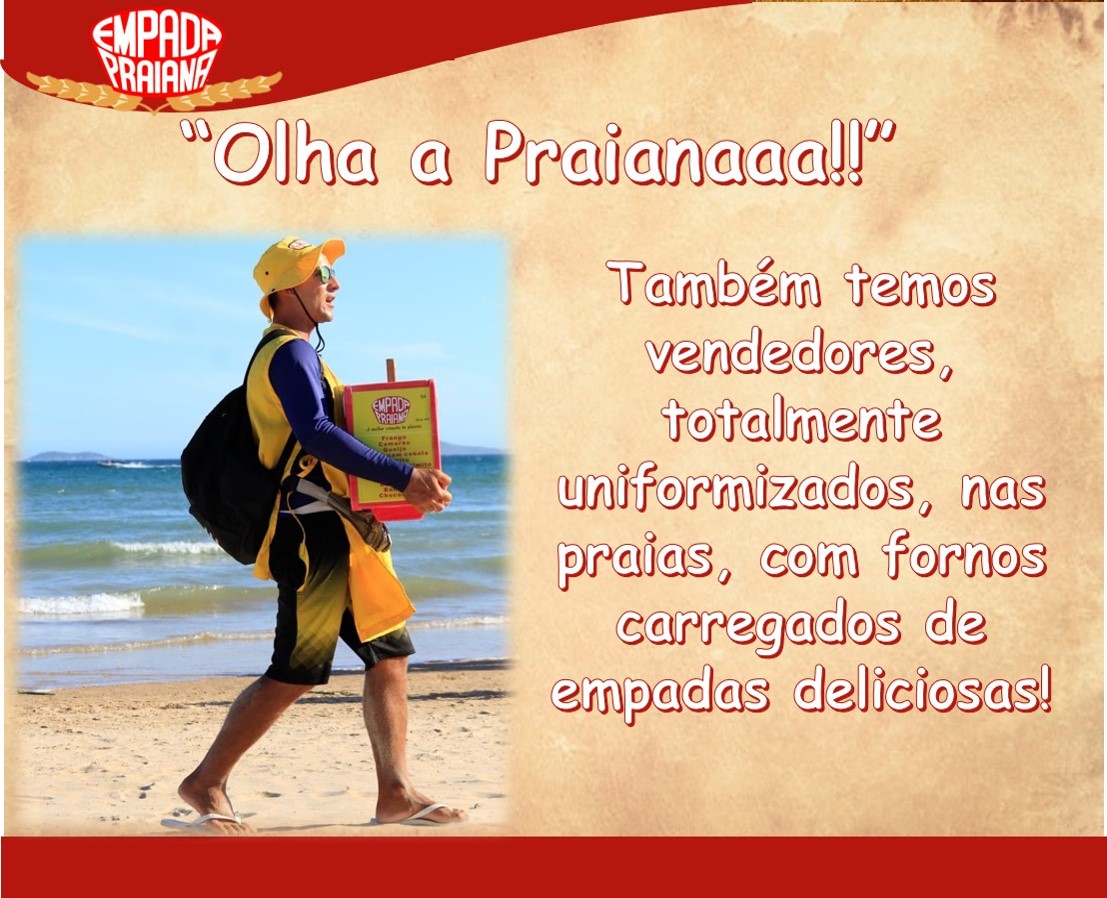 EMPADA
PRAIANA
“Olha a Praianaaa!!”
Também temos
vendedores,
totalmente
uniformizados, nas
praias, com fornos
carregados de
empadas deliciosas!
EMPADA
PRAIANA
Frango
Camarão
Queijo